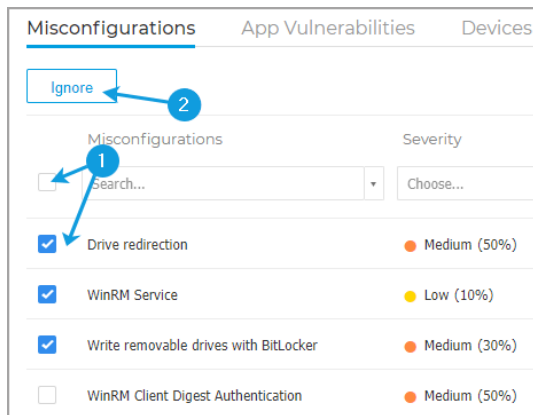 Misconfigurations App Vulnerabilities Devices
Ignore
2
Misconfigurations Severity
1
Search... Choose...
Drive redirection Medium (50%)
WinRM Service Low (10%)
Write removable drives with BitLocker Medium (30%)
WinRM Client Digest Authentication Medium (50%)